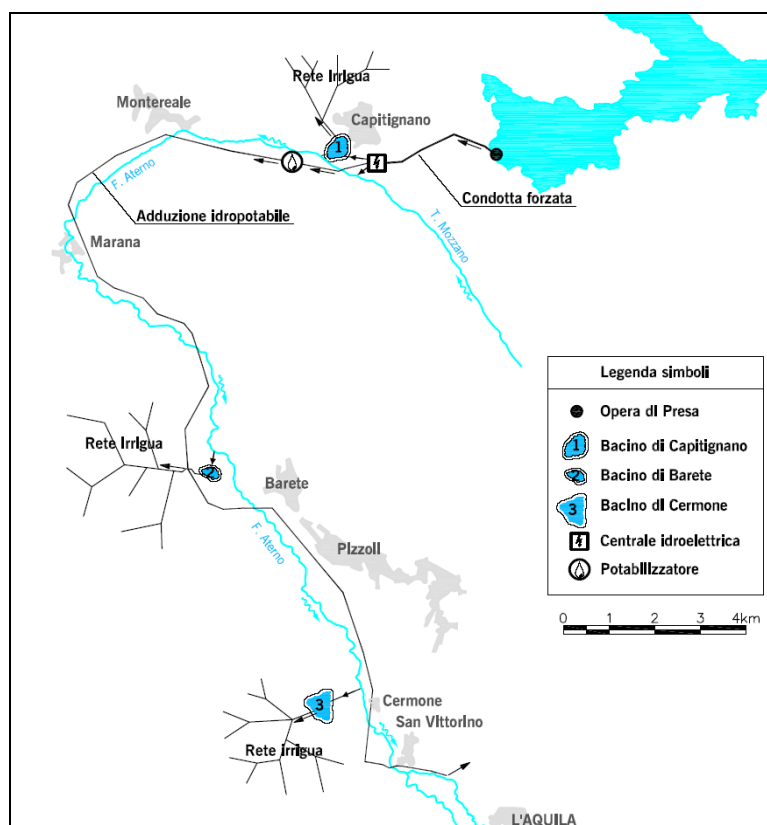 Rete Irrigua
Montereale
Capitignano
1
F. Aterno
Adduzione idropotabile
Condotta forzata
Marana
T. Mozzano
Legenda simboli
Opera di Presa
1 Bacino di Capitignano
2 Bacino di Barete
3 Bacino di Cermone
Centrale idroelettrica
Potabilizzatore
0 1 2 3 4km
Rete Irrigua
2
Barete
F. Aterno
Pizzoli
3
Cermone
San Vittorino
Rete irrigua
L'AQUILA